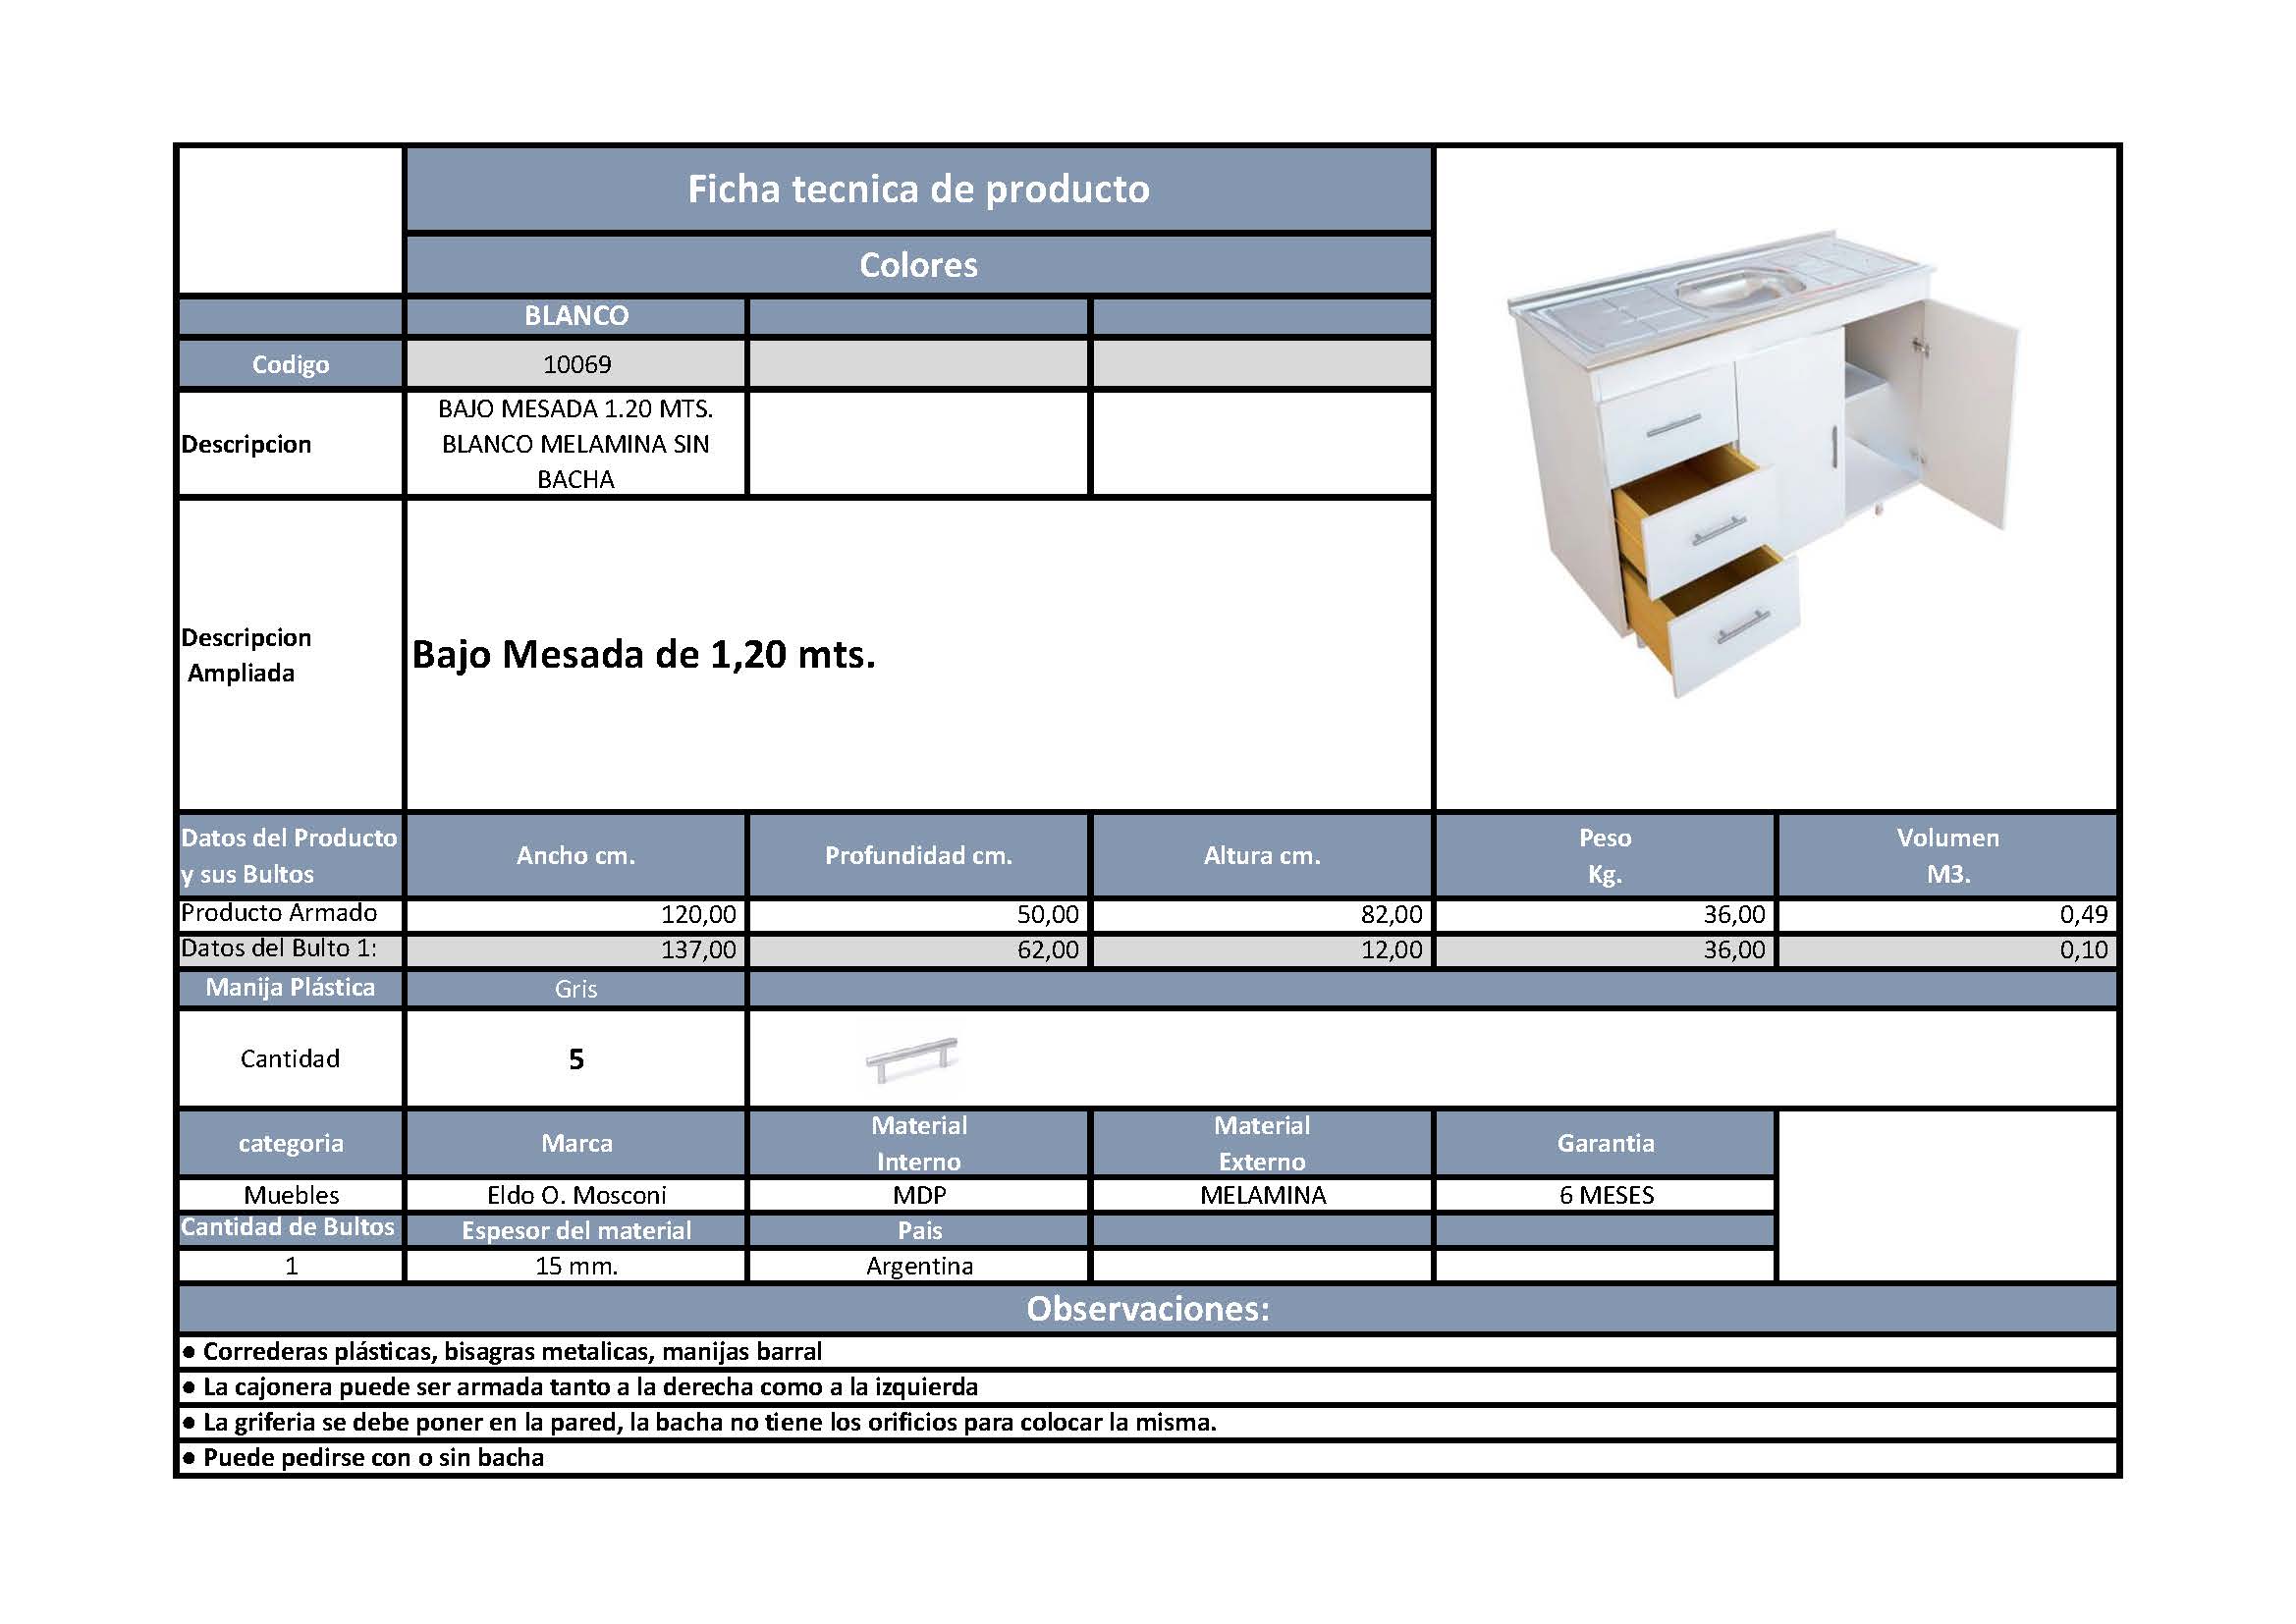 Ficha tecnica de producto
Colores
BLANCO
Codigo
10069
Descripcion
BAJO MESADA 1.20 MTS.
BLANCO MELAMINA SIN
BACHA
Descripcion
Ampliada
Bajo Mesada de 1,20 mts.
Datos del Producto
y sus Bultos
Ancho cm.
Profundidad cm.
Altura cm.
Peso
Kg.
Volumen
M3.
Producto Armado 120,00 50,00 82,00 36,00 0,49
Datos del Bulto 1: 137,00 62,00 12,00 36,00 0,10
Manija Plástica Gris
Cantidad 5
categoria
Marca
Material
Interno
Material
Externo
Garantia
Muebles Eldo O. Mosconi MDP MELAMINA 6 MESES
Cantidad de Bultos Espesor del material Pais
1 15 mm. Argentina
Observaciones:
● Correderas plásticas, bisagras metalicas, manijas barral
● La cajonera puede ser armada tanto a la derecha como a la izquierda
● La griferia se debe poner en la pared, la bacha no tiene los orificios para colocar la misma.
● Puede pedirse con o sin bacha